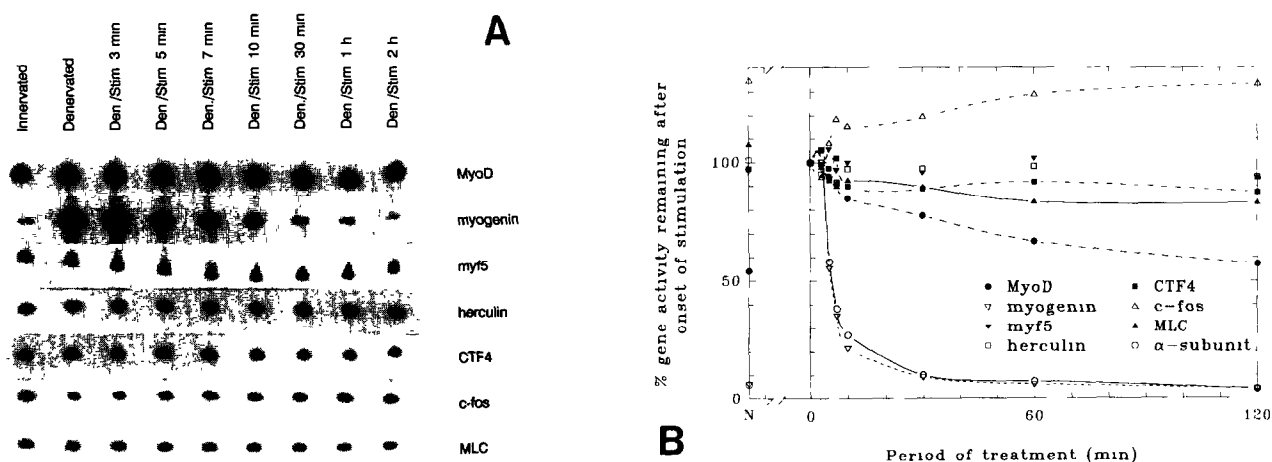 A
Innervated
Denervated
Den /Stim 3 min
Den /Stim 5 min
Den./Stim 7 min
Den /Stim 10 min
Den./Stim 30 min
Den /Stim 1 h
Den /Stim 2 h
MyoD
myogenin
myf5
herculin
CTF4
c-fos
MLC
B
% gene activity remaining after
onset of stimulation
100
50
0
MyoD
myogenin
myf5
herculin
CTF4
c-fos
MLC
α-subunit
N
0
60
120
Period of treatment (min)